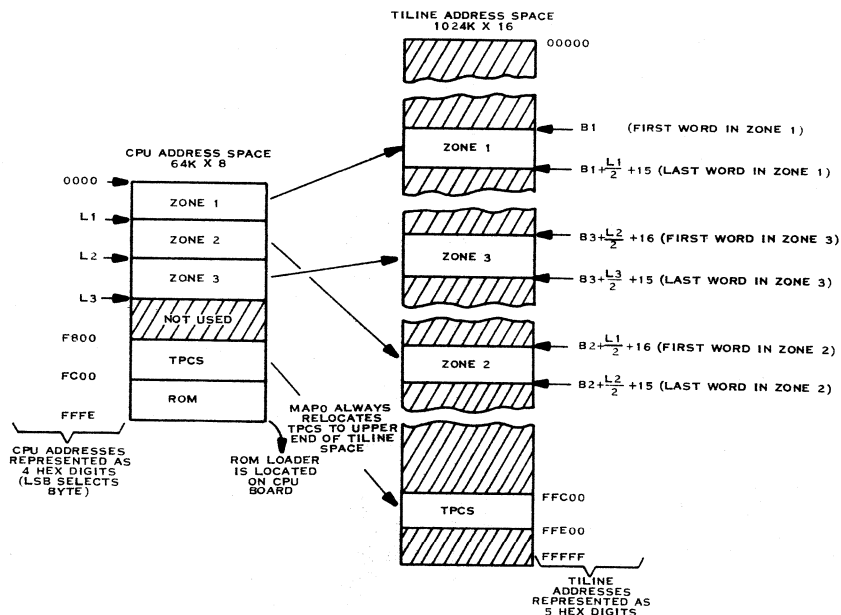 TILINE ADDRESS SPACE
1024K X 16
00000
B1 (FIRST WORD IN ZONE 1)
ZONE 1
B1+L1/2 +15 (LAST WORD IN ZONE 1)
CPU ADDRESS SPACE
64K X 8
0000
ZONE 1
L1
ZONE 2
L2
ZONE 3
L3
NOT USED
F800
TPCS
FC00
ROM
FFFE
B3+L2/2 +16 (FIRST WORD IN ZONE 3)
ZONE 3
B3+L3/2 +15 (LAST WORD IN ZONE 3)
B2+L1/2 +16 (FIRST WORD IN ZONE 2)
ZONE 2
B2+L2/2 +15 (LAST WORD IN ZONE 2)
MAP0 ALWAYS
RELOCATES
TPCS TO UPPER
END OF TILINE
SPACE
CPU ADDRESSES
REPRESENTED AS
4 HEX DIGITS
(LSB SELECTS
BYTE)
ROM LOADER
IS LOCATED
ON CPU
BOARD
FFC00
TPCS
FFE00
FFFFF
TILINE
ADDRESSES
REPRESENTED AS
5 HEX DIGITS